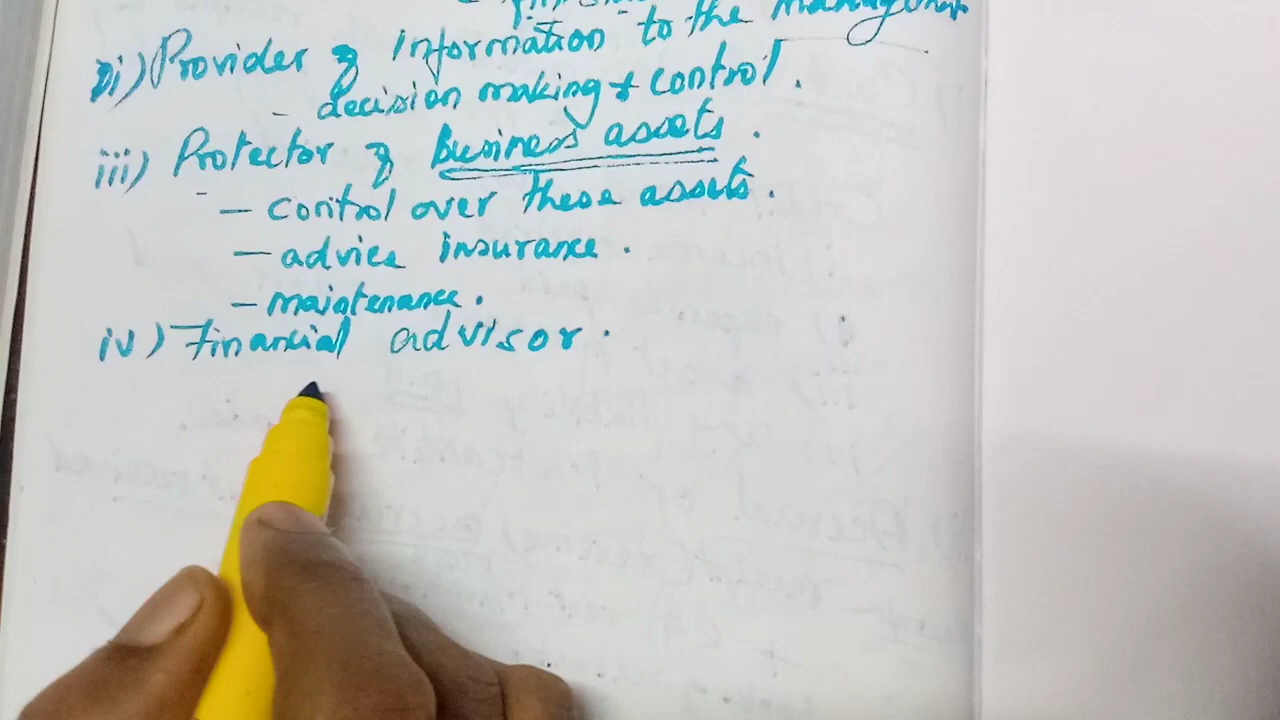 ii) Provider of information to the management
- decision making & control.
iii) Protector of business assets.
- control over these assets.
- advice insurance.
- maintenance.
iv) Financial advisor.